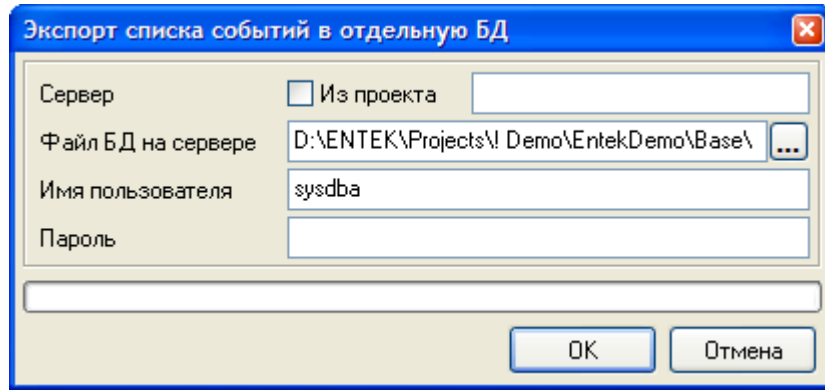 Экспорт списка событий в отдельную БД
Сервер Из проекта
Файл БД на сервере D:\ENTEK\Projects\! Demo\EntekDemo\Base\ ...
Имя пользователя sysdba
Пароль
OK Отмена